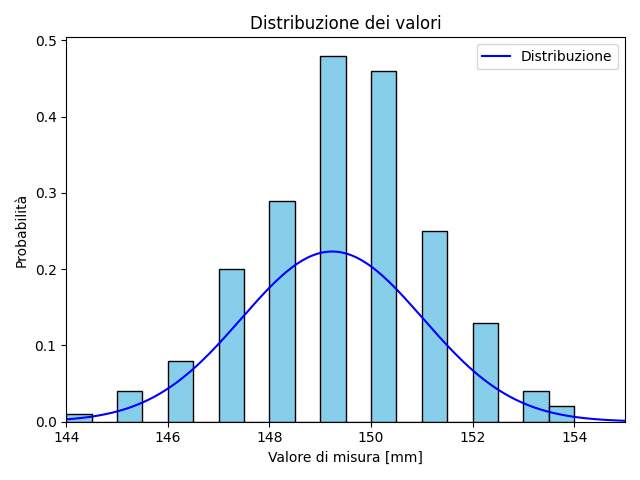 Distribuzione dei valori
Distribuzione
Probabilità
0.5
0.4
0.3
0.2
0.1
0.0
144 146 148 150 152 154
Valore di misura [mm]